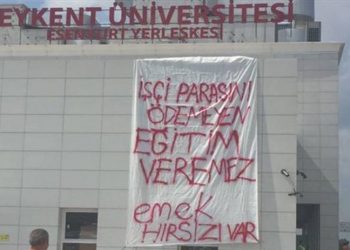 EYKENT ÜNİVERSİTESİ
ESENYURT YERLEŞKESİ
İŞÇİ PARASINI
ÖDEMEYEN
EĞİTİM
VEREMEZ
emek
HIRSIZI VAR